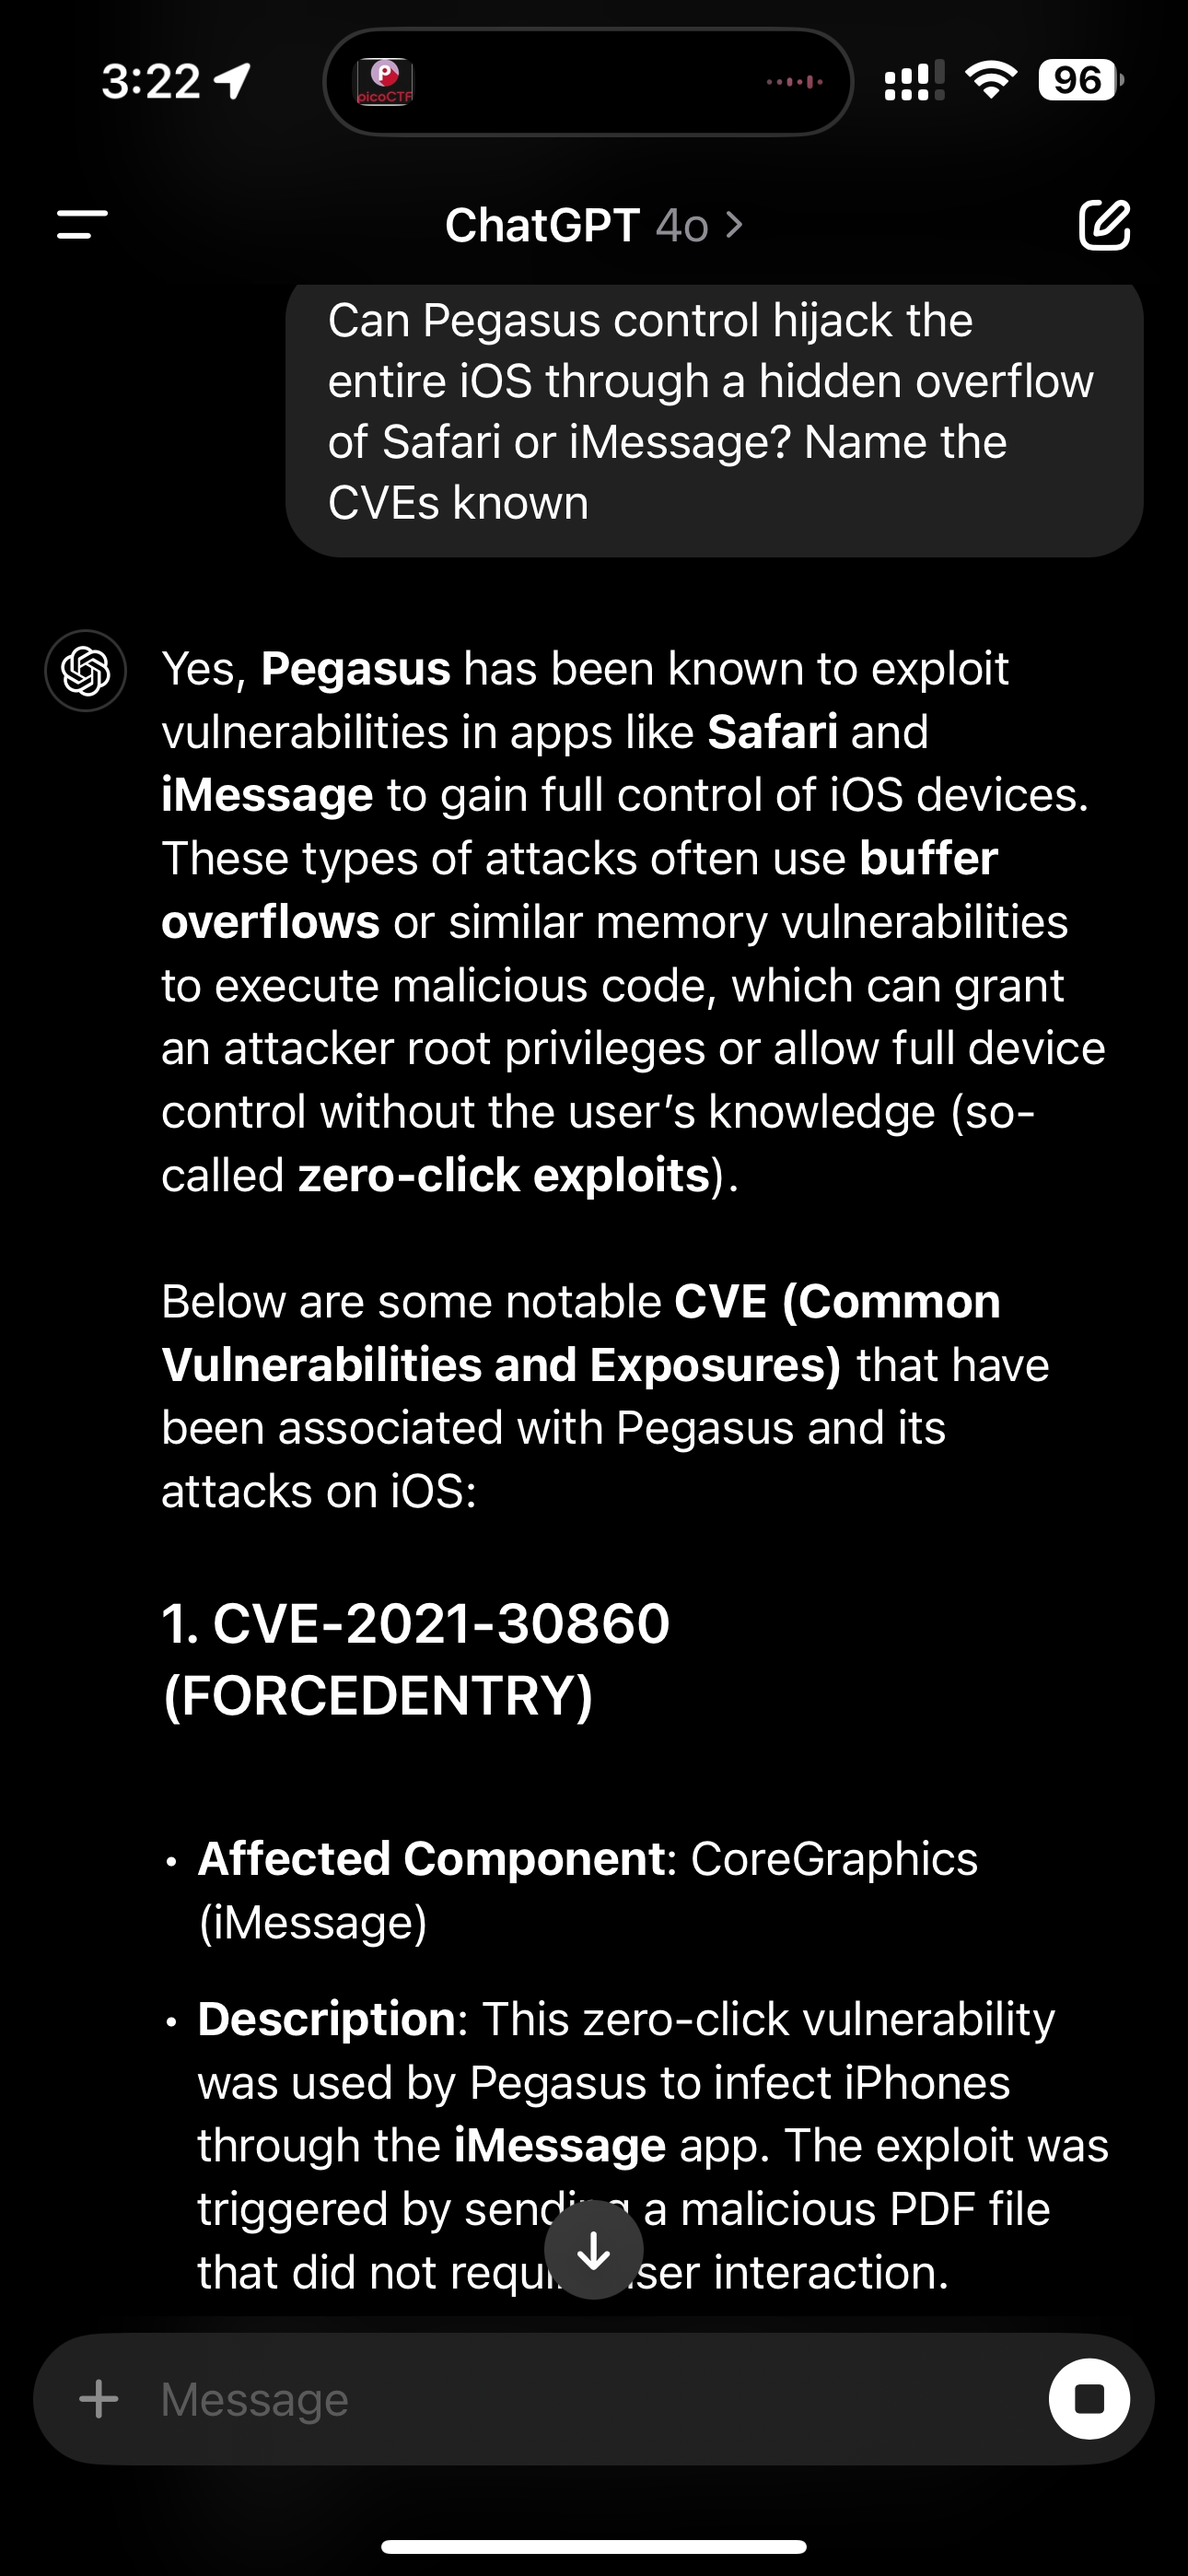 3:22
picoCTF
96
ChatGPT 4o >
Can Pegasus control hijack the
entire iOS through a hidden overflow
of Safari or iMessage? Name the
CVEs known
Yes, Pegasus has been known to exploit
vulnerabilities in apps like Safari and
iMessage to gain full control of iOS devices.
These types of attacks often use buffer
overflows or similar memory vulnerabilities
to execute malicious code, which can grant
an attacker root privileges or allow full device
control without the user's knowledge (so-
called zero-click exploits).
Below are some notable CVE (Common
Vulnerabilities and Exposures) that have
been associated with Pegasus and its
attacks on iOS:
1. CVE-2021-30860
(FORCEDENTRY)
• Affected Component: CoreGraphics
(iMessage)
• Description: This zero-click vulnerability
was used by Pegasus to infect iPhones
through the iMessage app. The exploit was
triggered by sending a malicious PDF file
that did not require user interaction.
Message